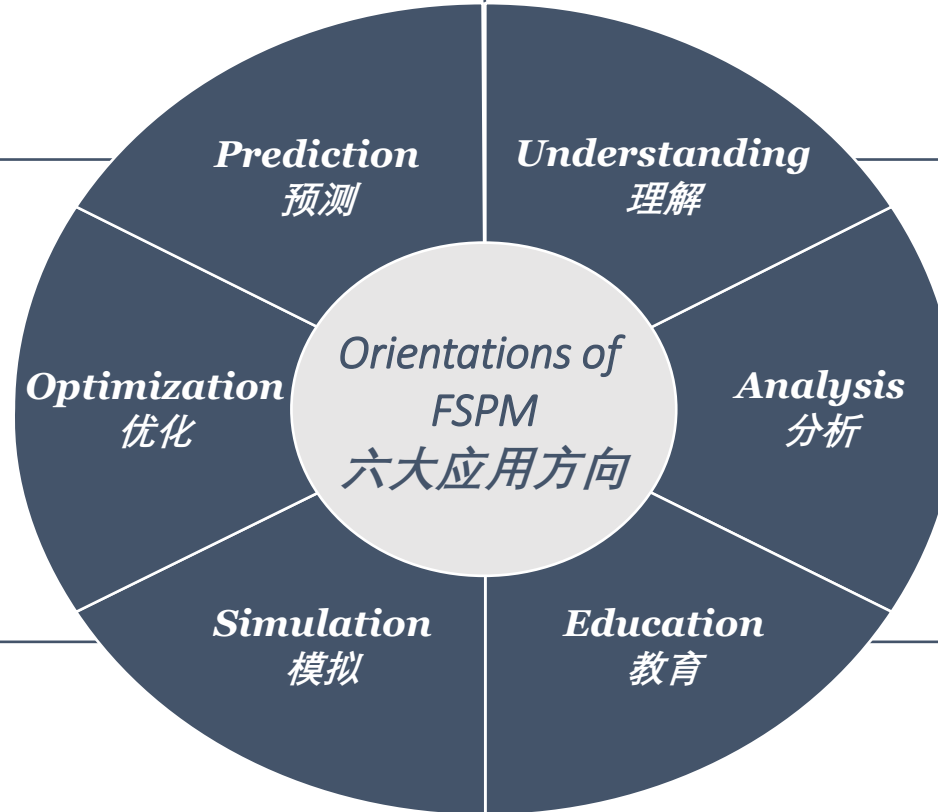 Prediction
预测
Understanding
理解
Optimization
优化
Orientations of
FSPM
六大应用方向
Analysis
分析
Simulation
模拟
Education
教育